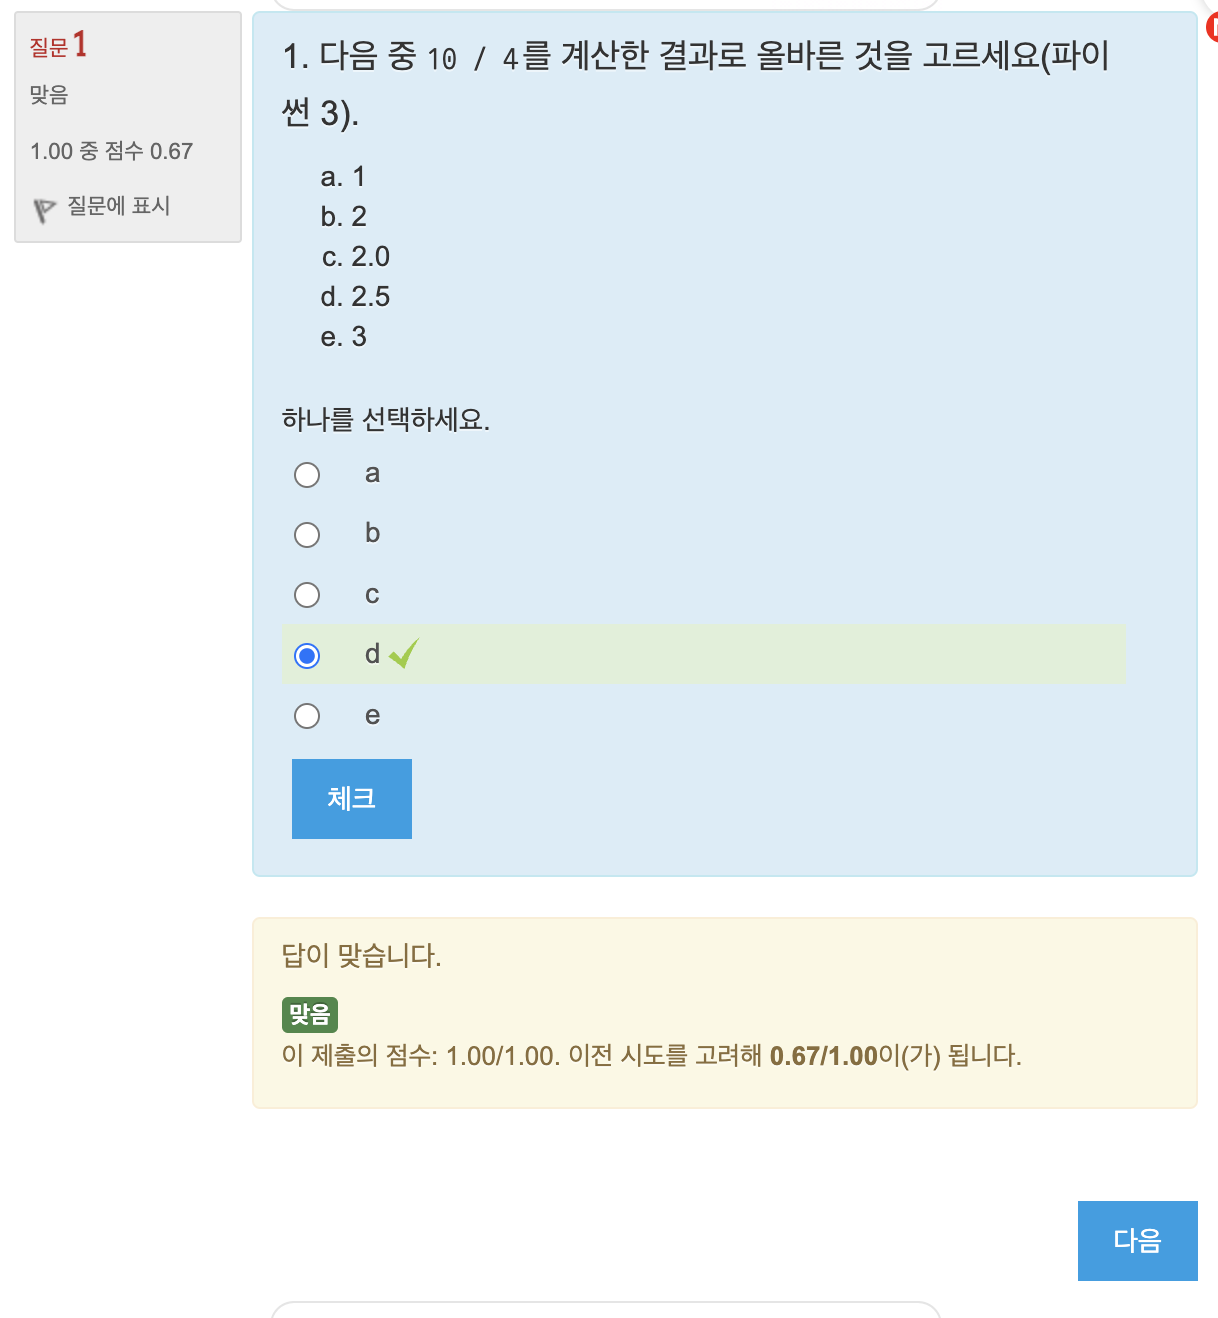 질문 1
맞음
1.00 중 점수 0.67
질문에 표시
1. 다음 중 10 / 4를 계산한 결과로 올바른 것을 고르세요(파이
썬 3).
a. 1
b. 2
c. 2.0
d. 2.5
e. 3
하나를 선택하세요.
a
b
c
d
e
체크
답이 맞습니다.
맞음
이 제출의 점수: 1.00/1.00. 이전 시도를 고려해 0.67/1.00이(가) 됩니다.
다음